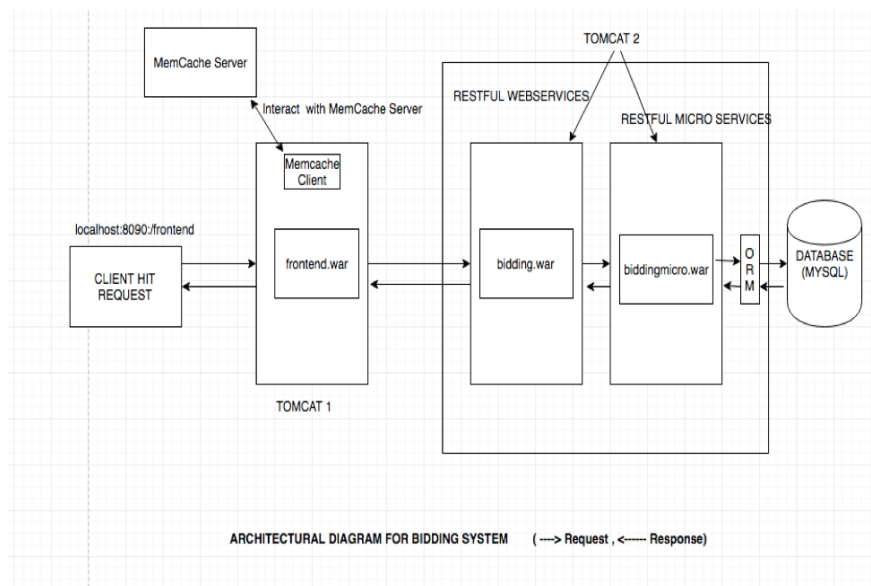 TOMCAT 2
MemCache Server
RESTFUL WEBSERVICES
Interact with MemCache Server
RESTFUL MICRO SERVICES
Memcache
Client
localhost:8090:/frontend
CLIENT HIT
REQUEST
frontend.war
bidding.war
biddingmicro.war
O
R
M
DATABASE
(MYSQL)
TOMCAT 1
ARCHITECTURAL DIAGRAM FOR BIDDING SYSTEM ( ----> Request , <------ Response)